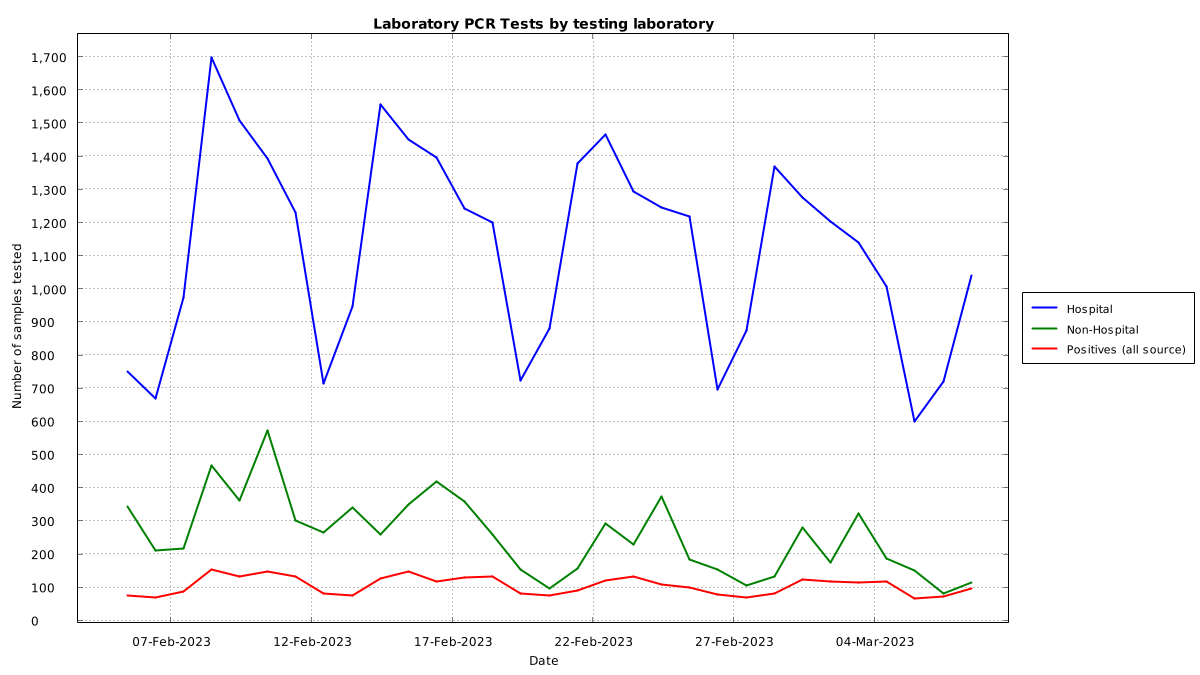 Laboratory PCR Tests by testing laboratory
1,700
1,600
1,500
1,400
1,300
1,200
1,100
1,000
900
800
700
600
500
400
300
200
100
0
Number of samples tested
07-Feb-2023 12-Feb-2023 17-Feb-2023 22-Feb-2023 27-Feb-2023 04-Mar-2023
Date
Hospital
Non-Hospital
Positives (all source)